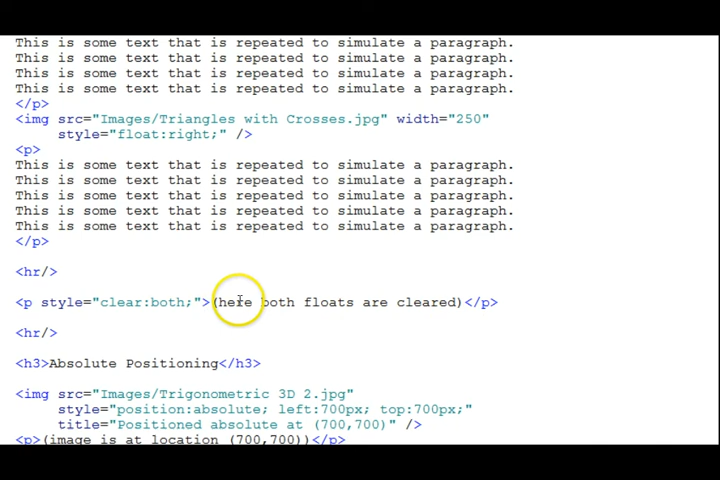 This is some text that is repeated to simulate a paragraph.
This is some text that is repeated to simulate a paragraph.
This is some text that is repeated to simulate a paragraph.
This is some text that is repeated to simulate a paragraph.
</p>
<img src="Images/Triangles with Crosses.jpg" width="250"
style="float:right;" />
<p>
This is some text that is repeated to simulate a paragraph.
This is some text that is repeated to simulate a paragraph.
This is some text that is repeated to simulate a paragraph.
This is some text that is repeated to simulate a paragraph.
This is some text that is repeated to simulate a paragraph.
</p>
<hr/>
<p style="clear:both;">(here both floats are cleared)</p>
<hr/>
<h3>Absolute Positioning</h3>
<img src="Images/Trigonometric 3D 2.jpg"
style="position:absolute; left:700px; top:700px;"
title="Positioned absolute at (700,700)" />
<p>(image is at location (700,700))</p>